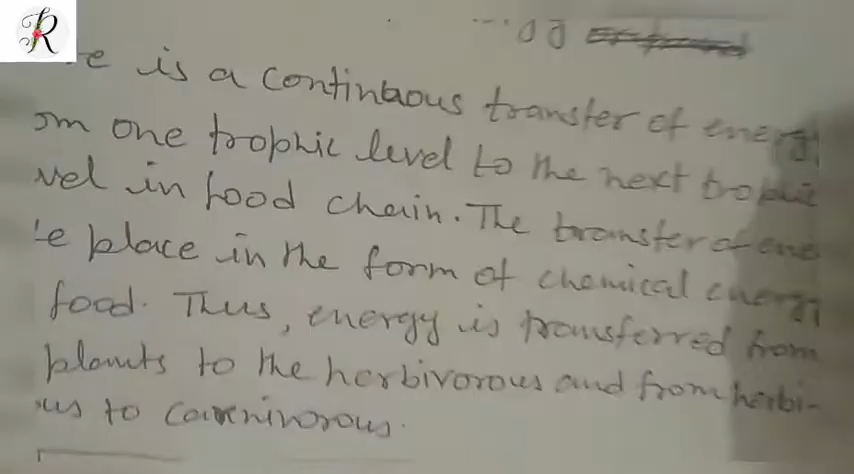 R
e is a continuous transfer of energy
om one trophic level to the next trophic
vel in food chain. The transfer of ene
e place in the form of chemical energy
food. Thus, energy is transferred from
plants to the herbivorous and from herbi-
us to carninorous.